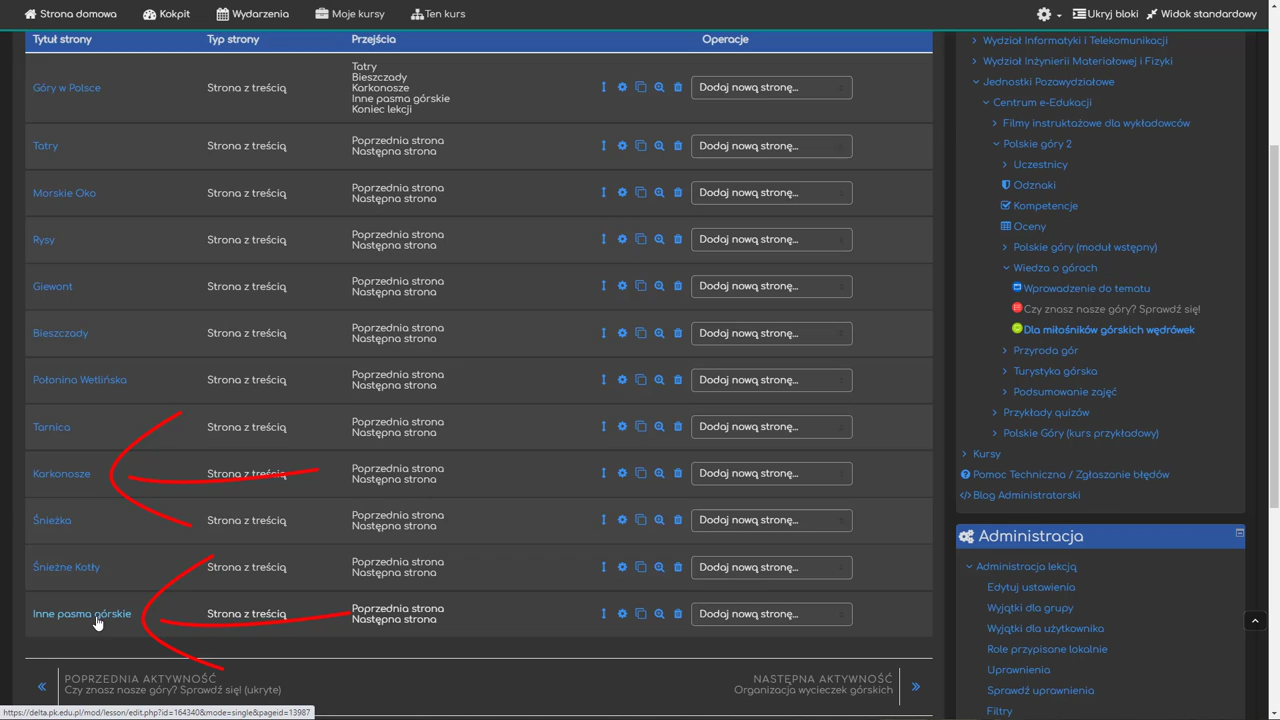 Strona domowa
Kokpit
Wydarzenia
Moje kursy
Ten kurs
Ukryj bloki
Widok standardowy
Tytuł strony
Typ strony
Przejścia
Operacje
Góry w Polsce
Strona z treścią
Tatry
Bieszczady
Karkonosze
Inne pasma górskie
Koniec lekcji
Dodaj nową stronę...
Tatry
Strona z treścią
Poprzednia strona
Następna strona
Dodaj nową stronę...
Morskie Oko
Strona z treścią
Poprzednia strona
Następna strona
Dodaj nową stronę...
Rysy
Strona z treścią
Poprzednia strona
Następna strona
Dodaj nową stronę...
Giewont
Strona z treścią
Poprzednia strona
Następna strona
Dodaj nową stronę...
Bieszczady
Strona z treścią
Poprzednia strona
Następna strona
Dodaj nową stronę...
Połonina Wetlińska
Strona z treścią
Poprzednia strona
Następna strona
Dodaj nową stronę...
Tarnica
Strona z treścią
Poprzednia strona
Następna strona
Dodaj nową stronę...
Karkonosze
Strona z treścią
Poprzednia strona
Następna strona
Dodaj nową stronę...
Śnieżka
Strona z treścią
Poprzednia strona
Następna strona
Dodaj nową stronę...
Śnieżne Kotły
Strona z treścią
Poprzednia strona
Następna strona
Dodaj nową stronę...
Inne pasma górskie
Strona z treścią
Poprzednia strona
Następna strona
Dodaj nową stronę...
POPRZEDNIA AKTYWNOŚĆ
Czy znasz nasze góry? Sprawdź się! (ukryte)
NASTĘPNA AKTYWNOŚĆ
Organizacja wycieczek górskich
https://delta.pk.edu.pl/mod/lesson/edit.php?id=164340&mode=single&pageid=13987
Wydział Informatyki i Telekomunikacji
Wydział Inżynierii Materiałowej i Fizyki
Jednostki Pozawydziałowe
Centrum e-Edukacji
Filmy instruktażowe dla wykładowców
Polskie góry 2
Uczestnicy
Odznaki
Kompetencje
Oceny
Polskie góry (moduł wstępny)
Wiedza o górach
Wprowadzenie do tematu
Czy znasz nasze góry? Sprawdź się!
Dla miłośników górskich wędrówek
Przyroda gór
Turystyka górska
Podsumowanie zajęć
Przykłady quizów
Polskie Góry (kurs przykładowy)
Kursy
Pomoc Techniczna / Zgłaszanie błędów
Blog Administratorski
Administracja
Administracja lekcją
Edytuj ustawienia
Wyjątki dla grupy
Wyjątki dla użytkownika
Role przypisane lokalnie
Uprawnienia
Sprawdź uprawnienia
Filtry